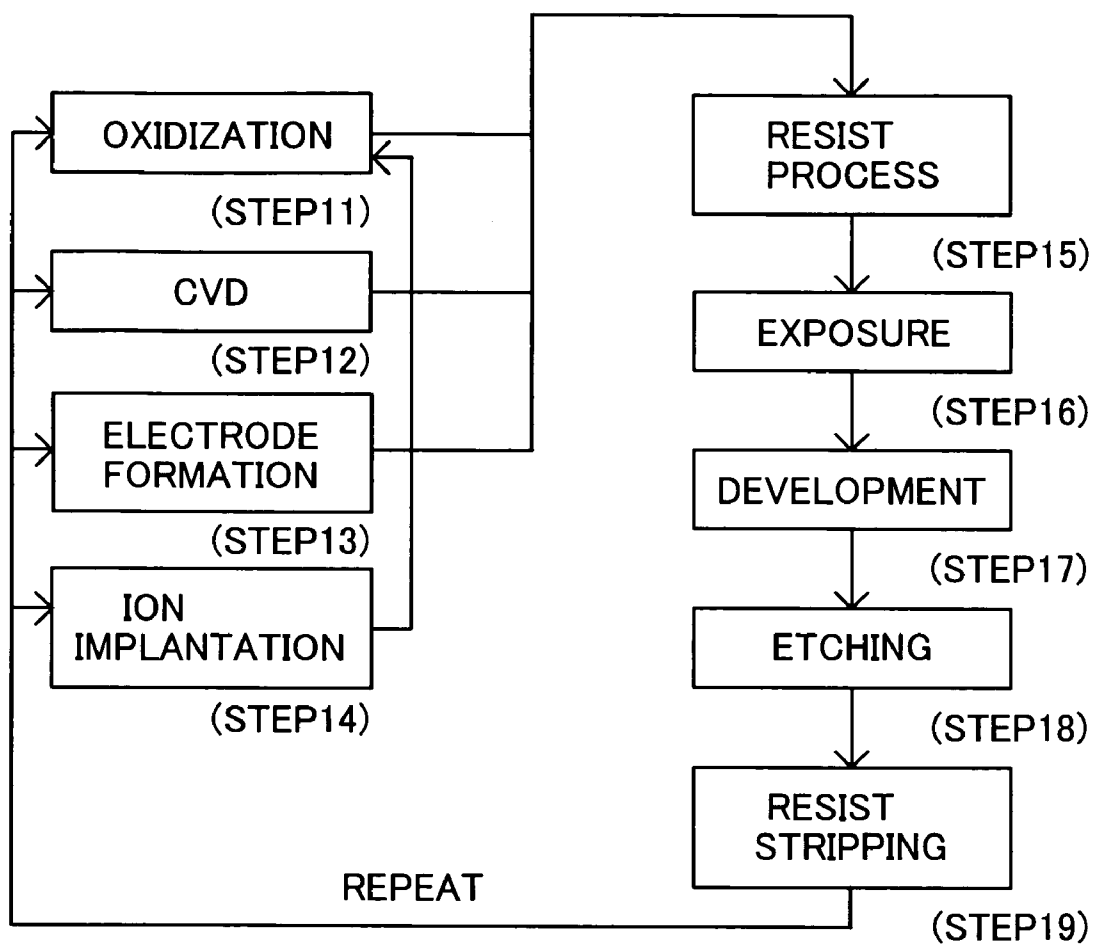 OXIDIZATION
(STEP11)
CVD
(STEP12)
ELECTRODE
FORMATION
(STEP13)
ION
IMPLANTATION
(STEP14)
RESIST
PROCESS
(STEP15)
EXPOSURE
(STEP16)
DEVELOPMENT
(STEP17)
ETCHING
(STEP18)
RESIST
STRIPPING
(STEP19)
REPEAT